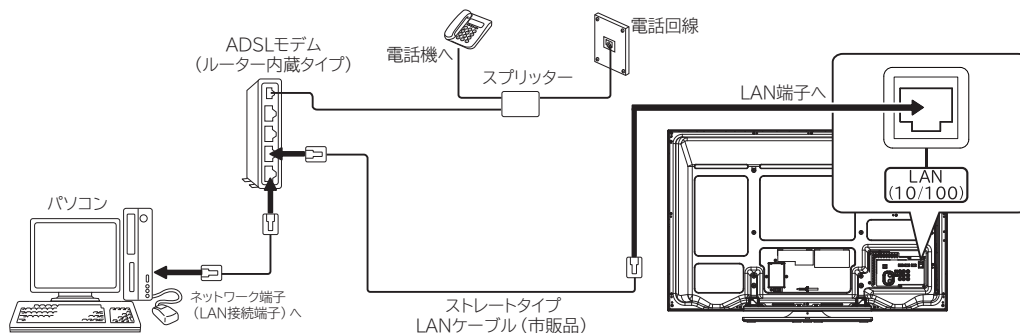 電話回線
電話機へ
ADSLモデム
（ルーター内蔵タイプ）
スプリッター
LAN端子へ
LAN
(10/100)
パソコン
ネットワーク端子
（LAN接続端子）へ
ストレートタイプ
LANケーブル（市販品）